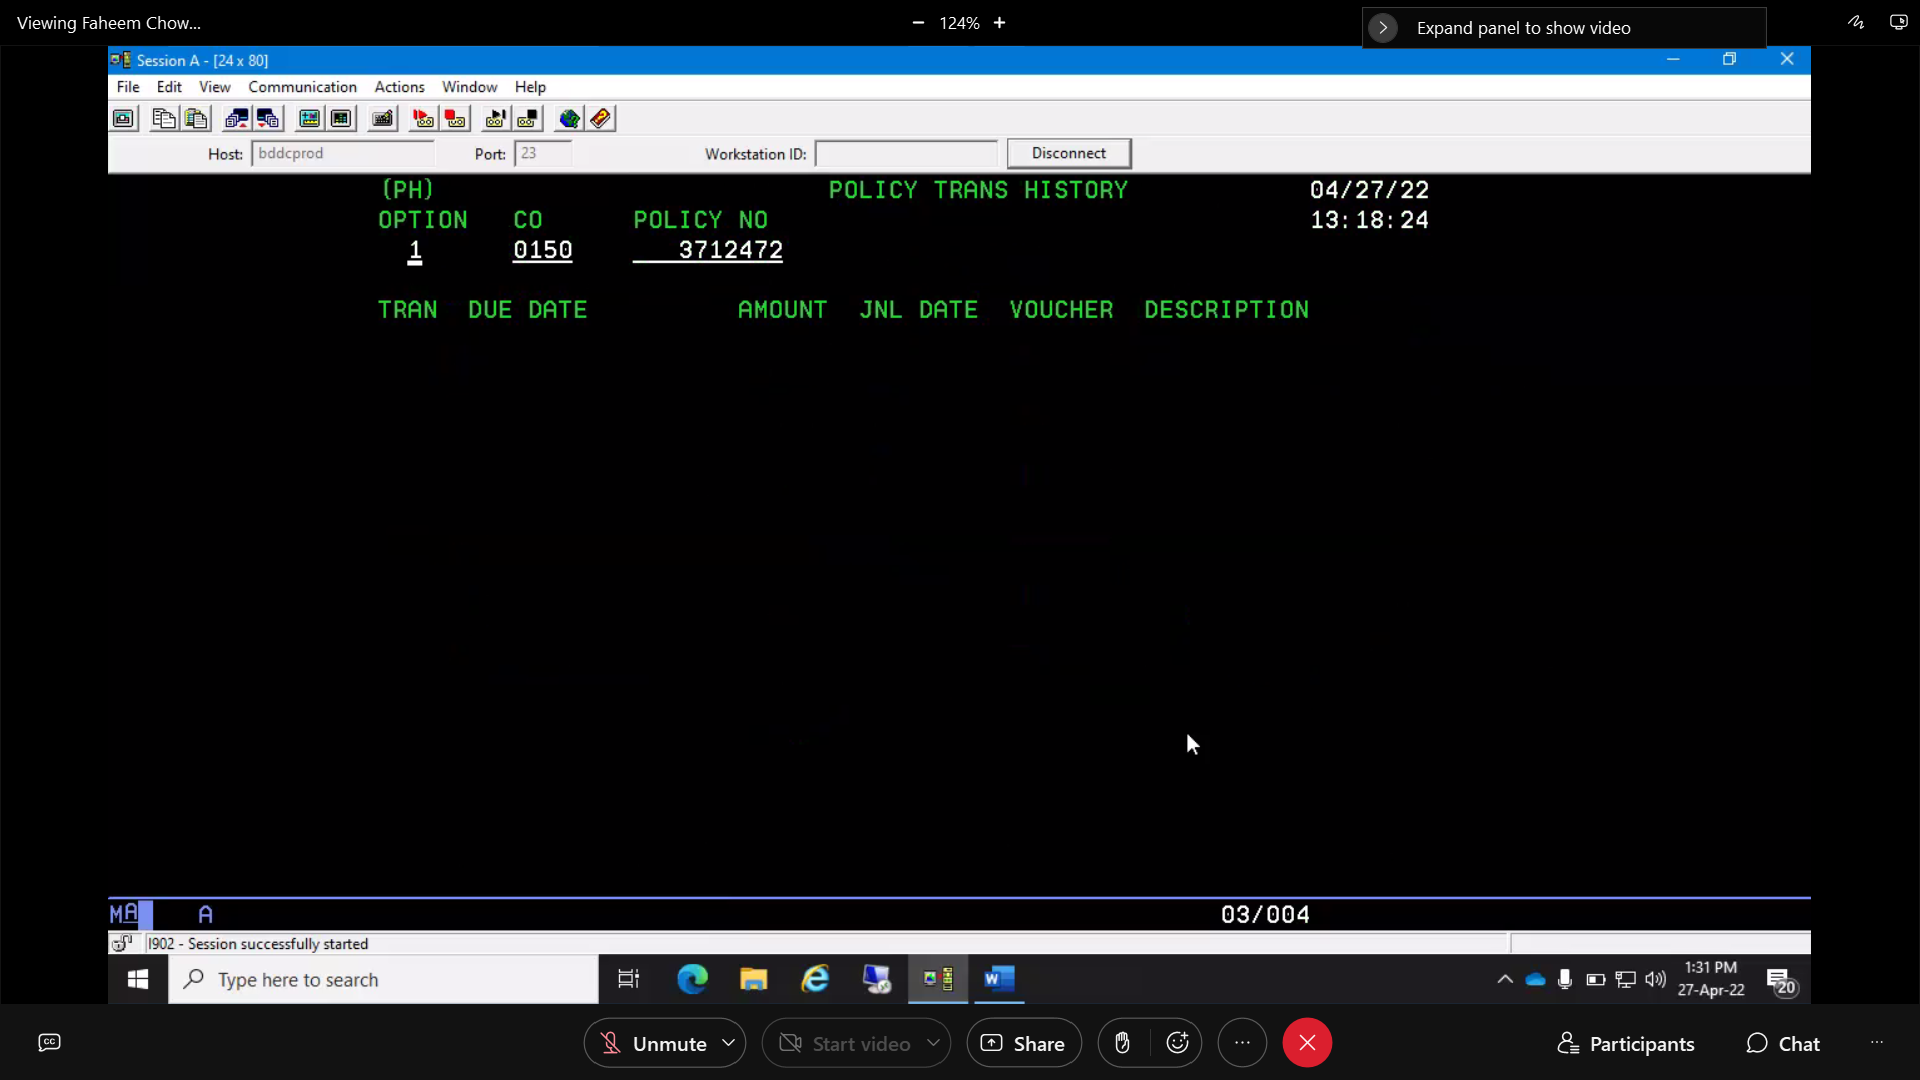 Viewing Faheem Chow...
124%
Expand panel to show video
Session A - [24 x 80]
File Edit View Communication Actions Window Help
Host: bddcprod Port: 23 Workstation ID: Disconnect
(PH) POLICY TRANS HISTORY 04/27/22
OPTION CO POLICY NO 13:18:24
1 0150 3712472
TRAN DUE DATE AMOUNT JNL DATE VOUCHER DESCRIPTION
MA A 03/004
I902 - Session successfully started
Type here to search
1:31 PM
27-Apr-22
20
CC Unmute Start video Share Participants Chat